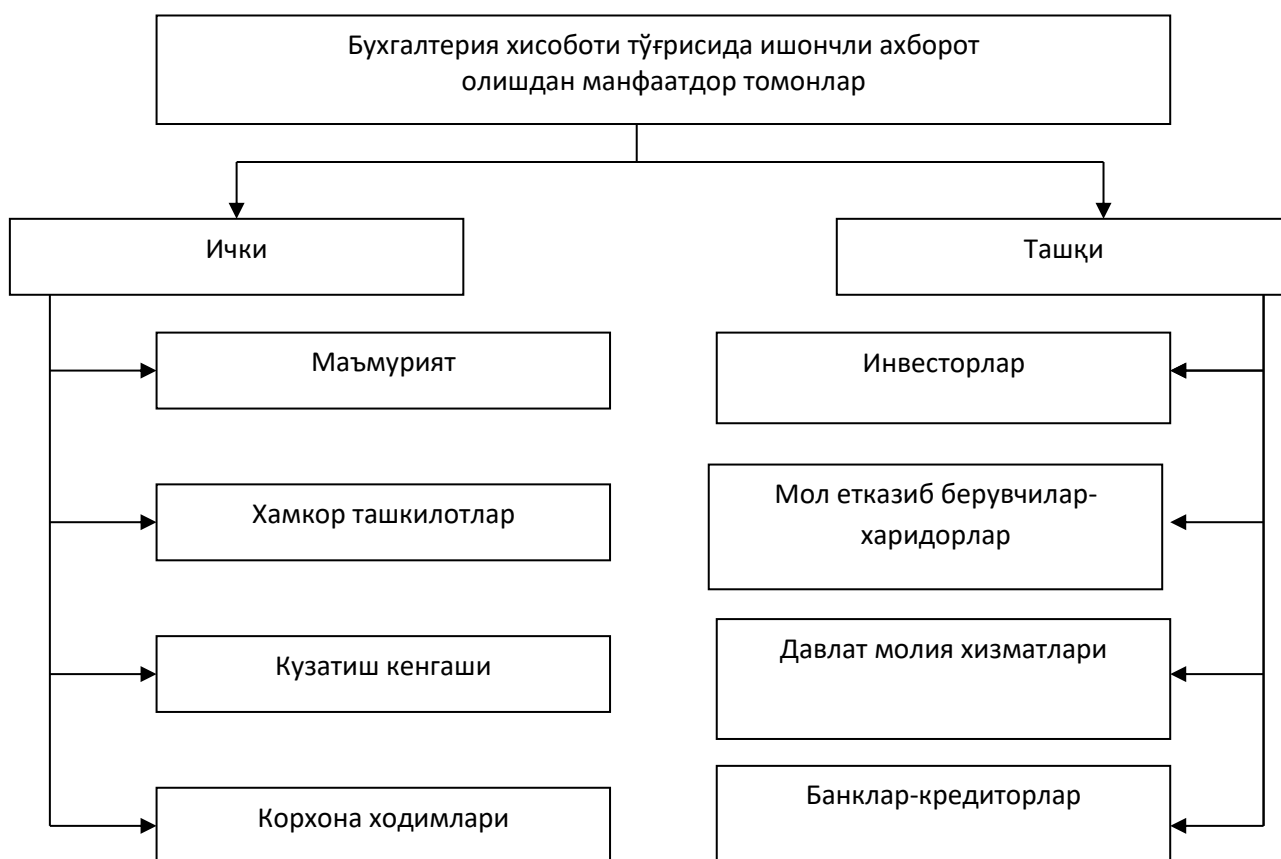 Бухгалтерия хисоботи тўғрисида ишончли ахборот
олишдан манфаатдор томонлар
Ички
Ташқи
Маъмурият
Инвесторлар
Хамкор ташкилотлар
Мол етказиб берувчилар-
харидорлар
Кузатиш кенгаши
Давлат молия хизматлари
Корхона ходимлари
Банклар-кредиторлар